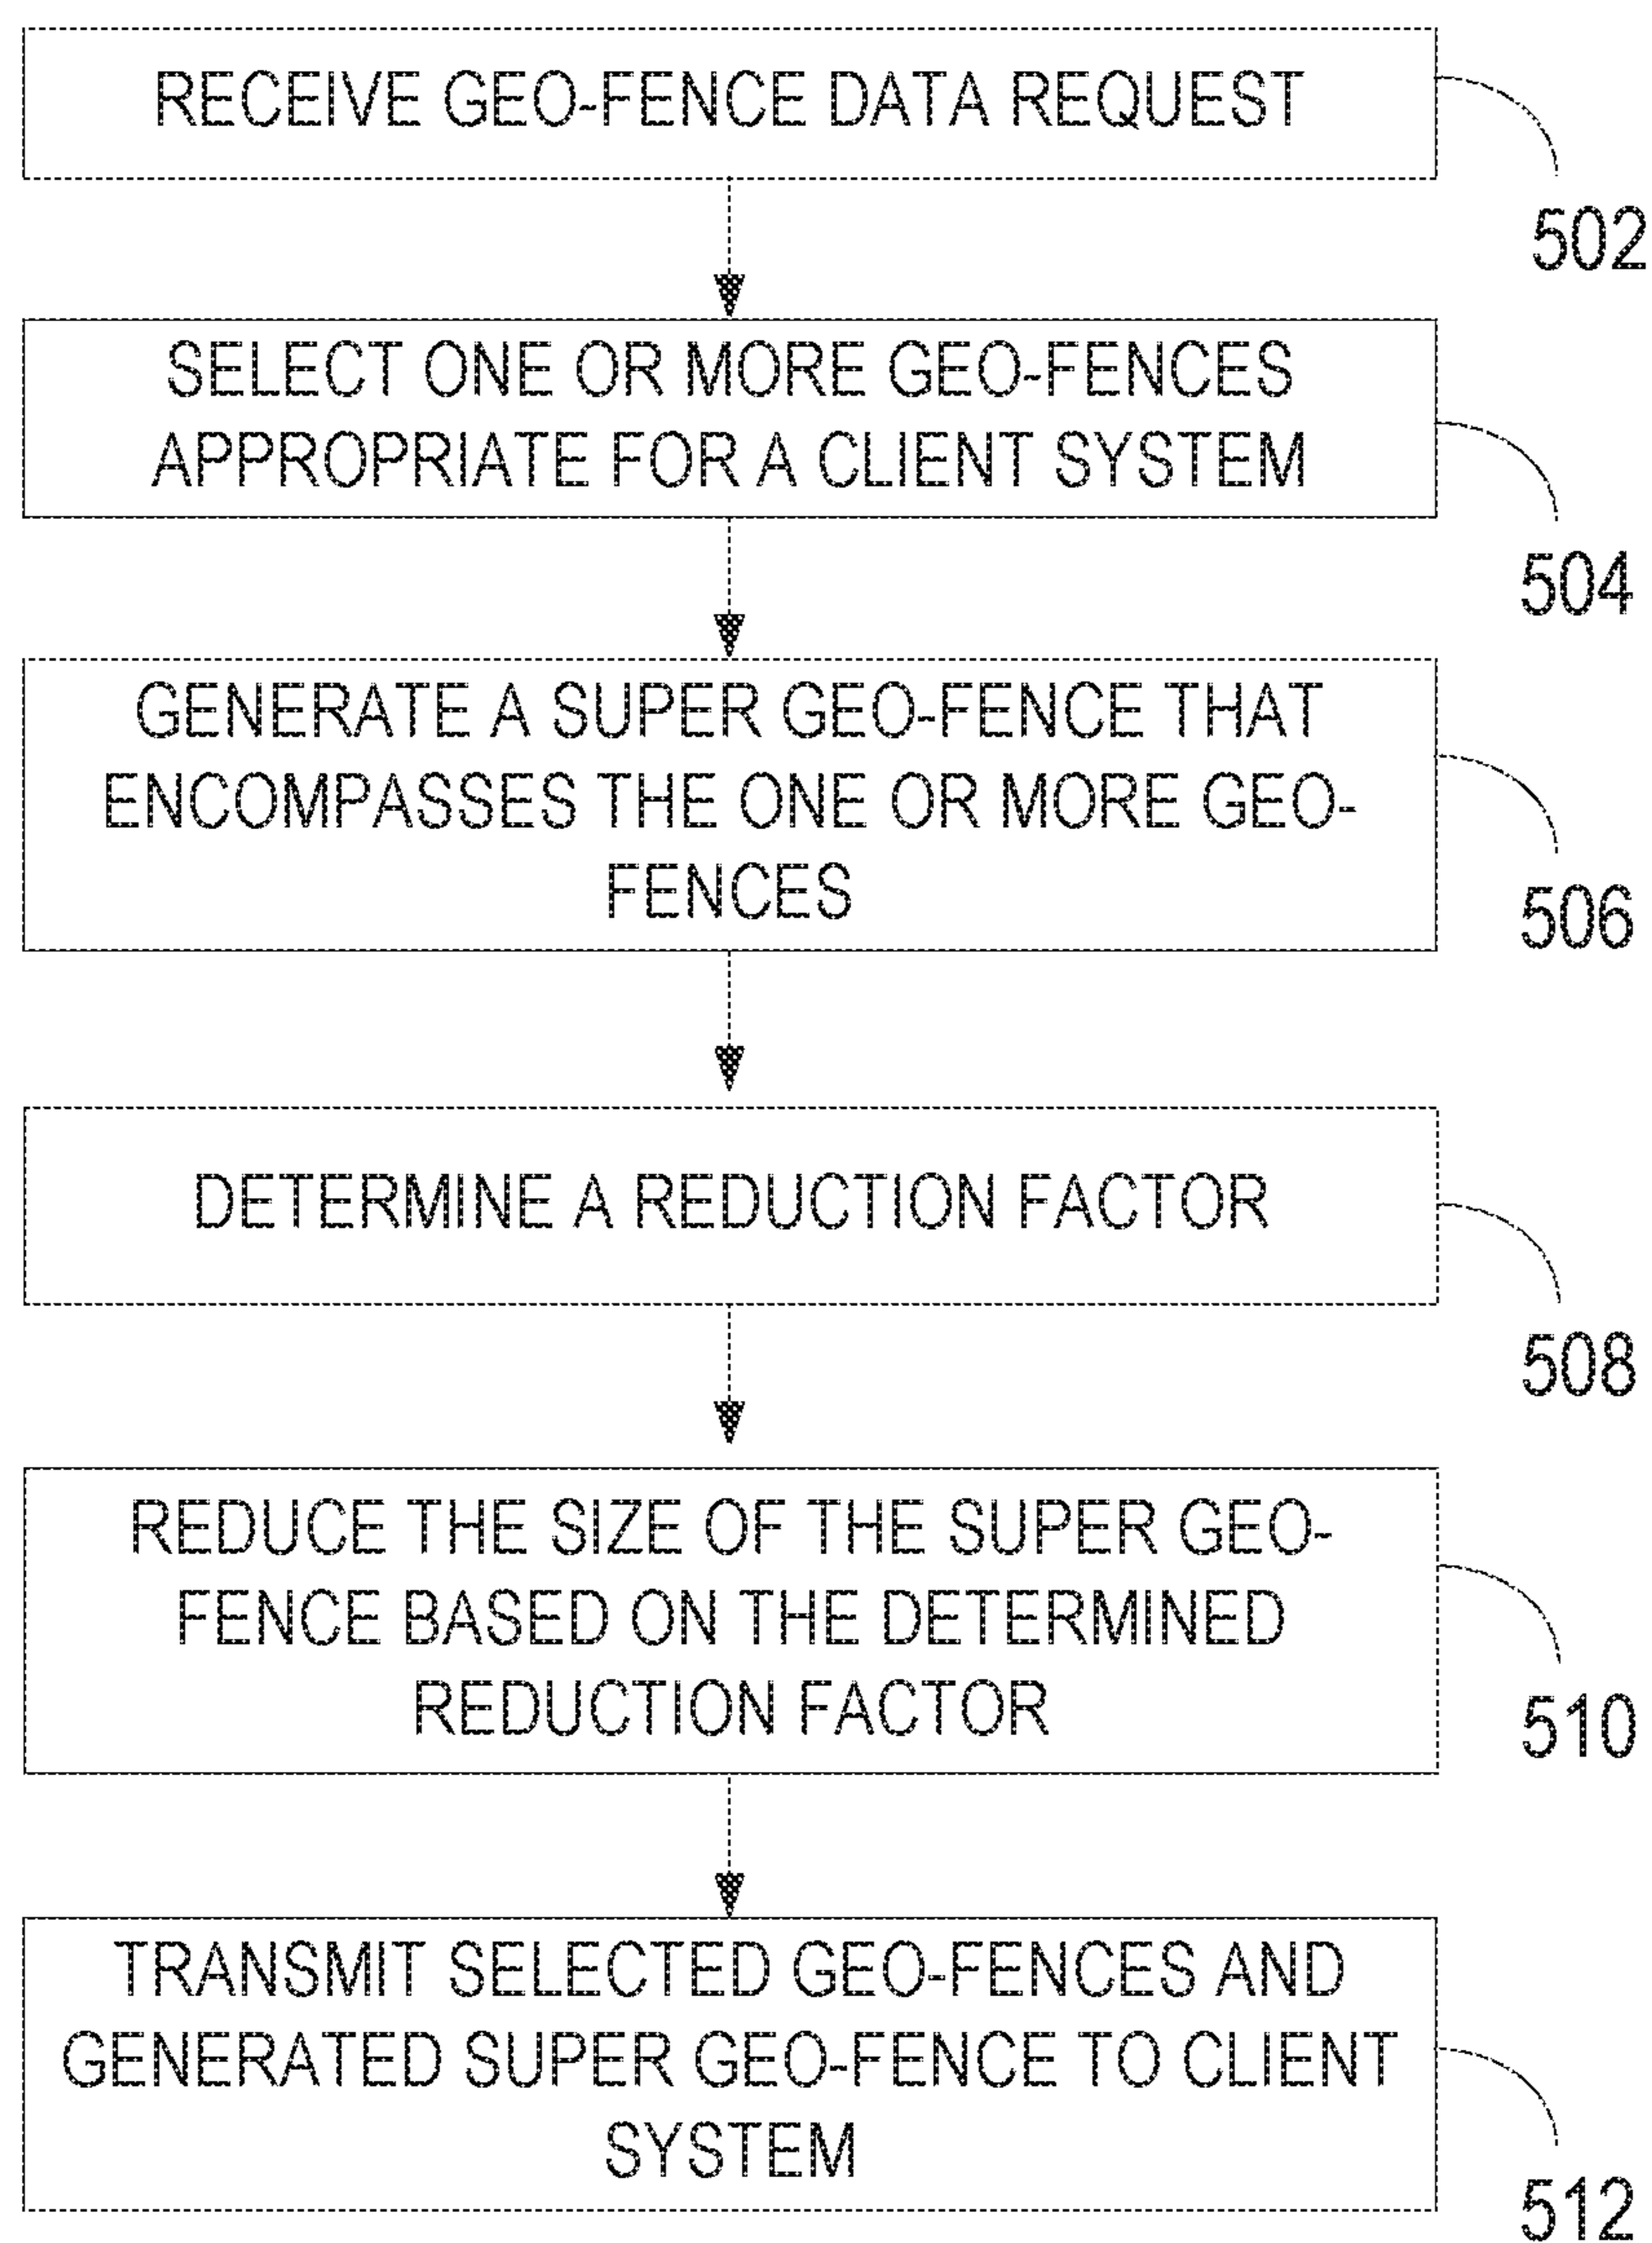 RECEIVE GEO-FENCE DATA REQUEST
502
SELECT ONE OR MORE GEO-FENCES
APPROPRIATE FOR A CLIENT SYSTEM
504
GENERATE A SUPER GEO-FENCE THAT
ENCOMPASSES THE ONE OR MORE GEO-
FENCES
506
DETERMINE A REDUCTION FACTOR
508
REDUCE THE SIZE OF THE SUPER GEO-
FENCE BASED ON THE DETERMINED
REDUCTION FACTOR
510
TRANSMIT SELECTED GEO-FENCES AND
GENERATED SUPER GEO-FENCE TO CLIENT
SYSTEM
512